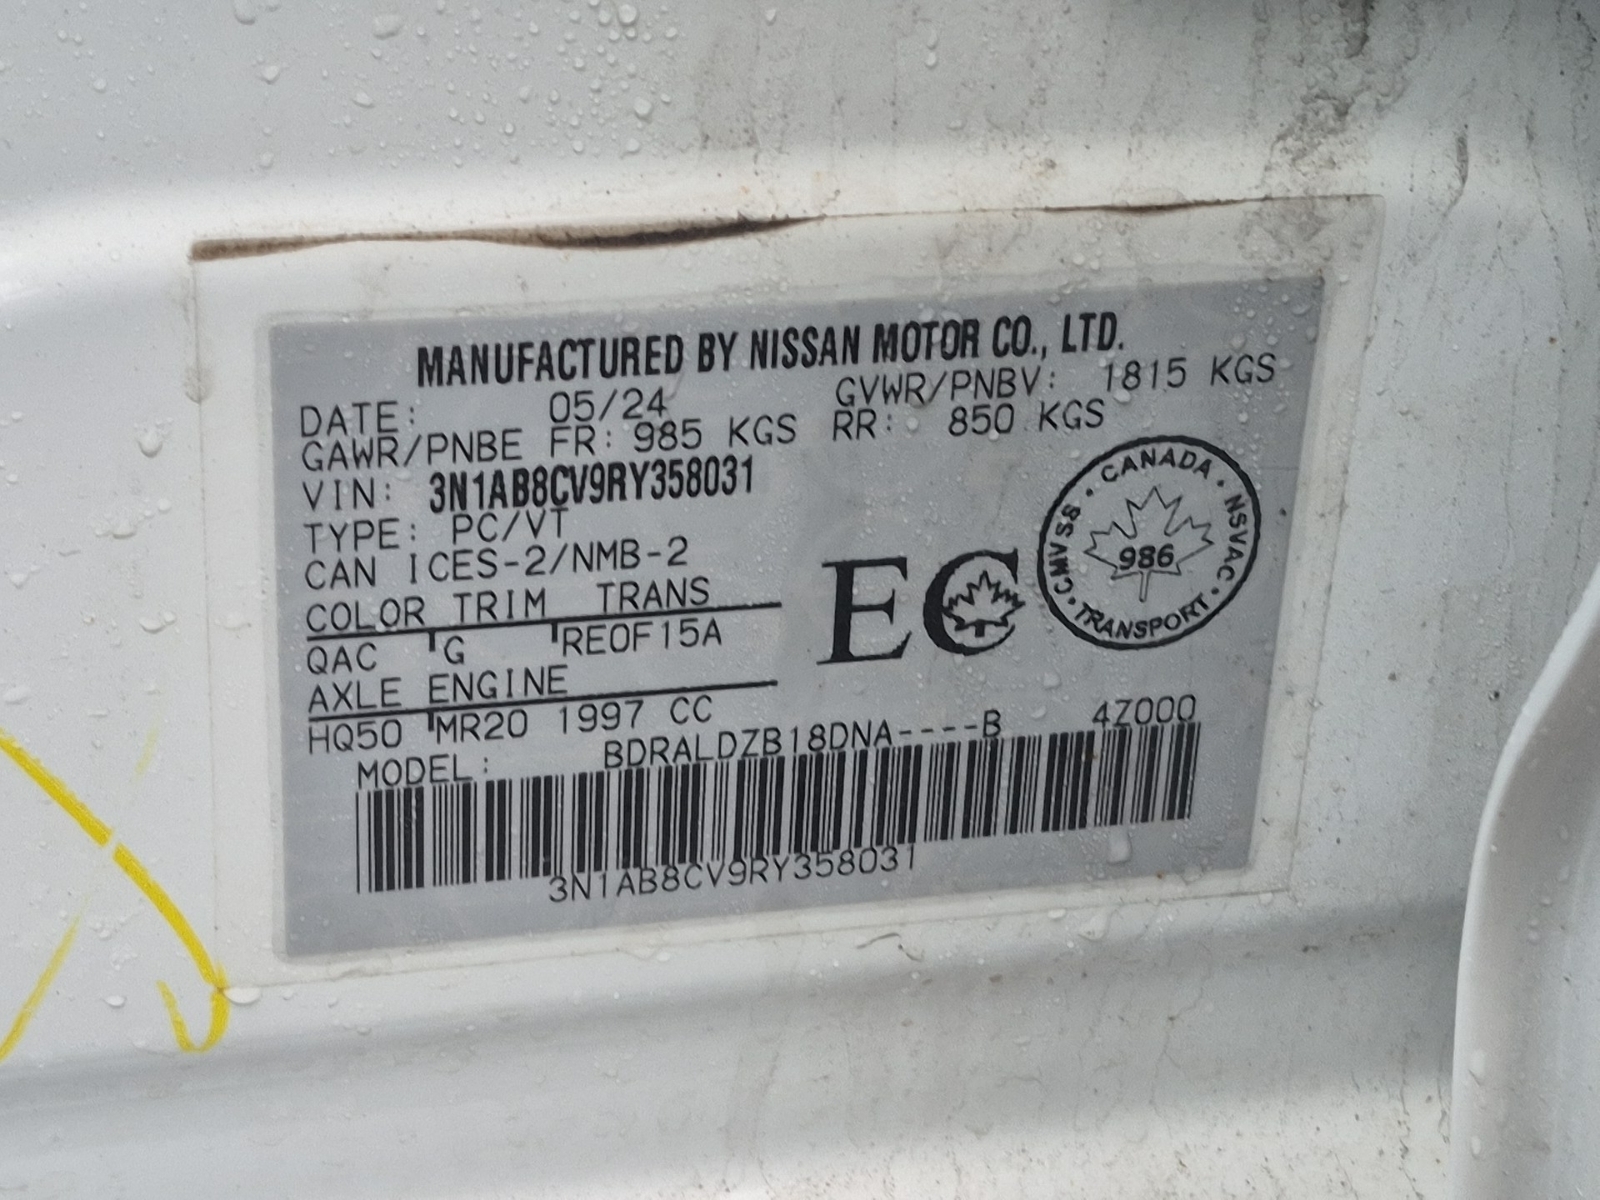 MANUFACTURED BY NISSAN MOTOR CO., LTD.
DATE: 05/24 GVWR/PNBV: 1815 KGS
GAWR/PNBE FR: 985 KGS RR: 850 KGS
VIN: 3N1AB8CV9RY358031
TYPE: PC/VT
CAN ICES-2/NMB-2
COLOR TRIM TRANS
QAC G RE0F15A
AXLE ENGINE
HQ50 MR20 1997 CC
MODEL: BDRALDZB18DNA----B 4Z000
3N1AB8CV9RY358031
EC
CANADA · NSVAC · TRANSPORT · CMVSS ·
986